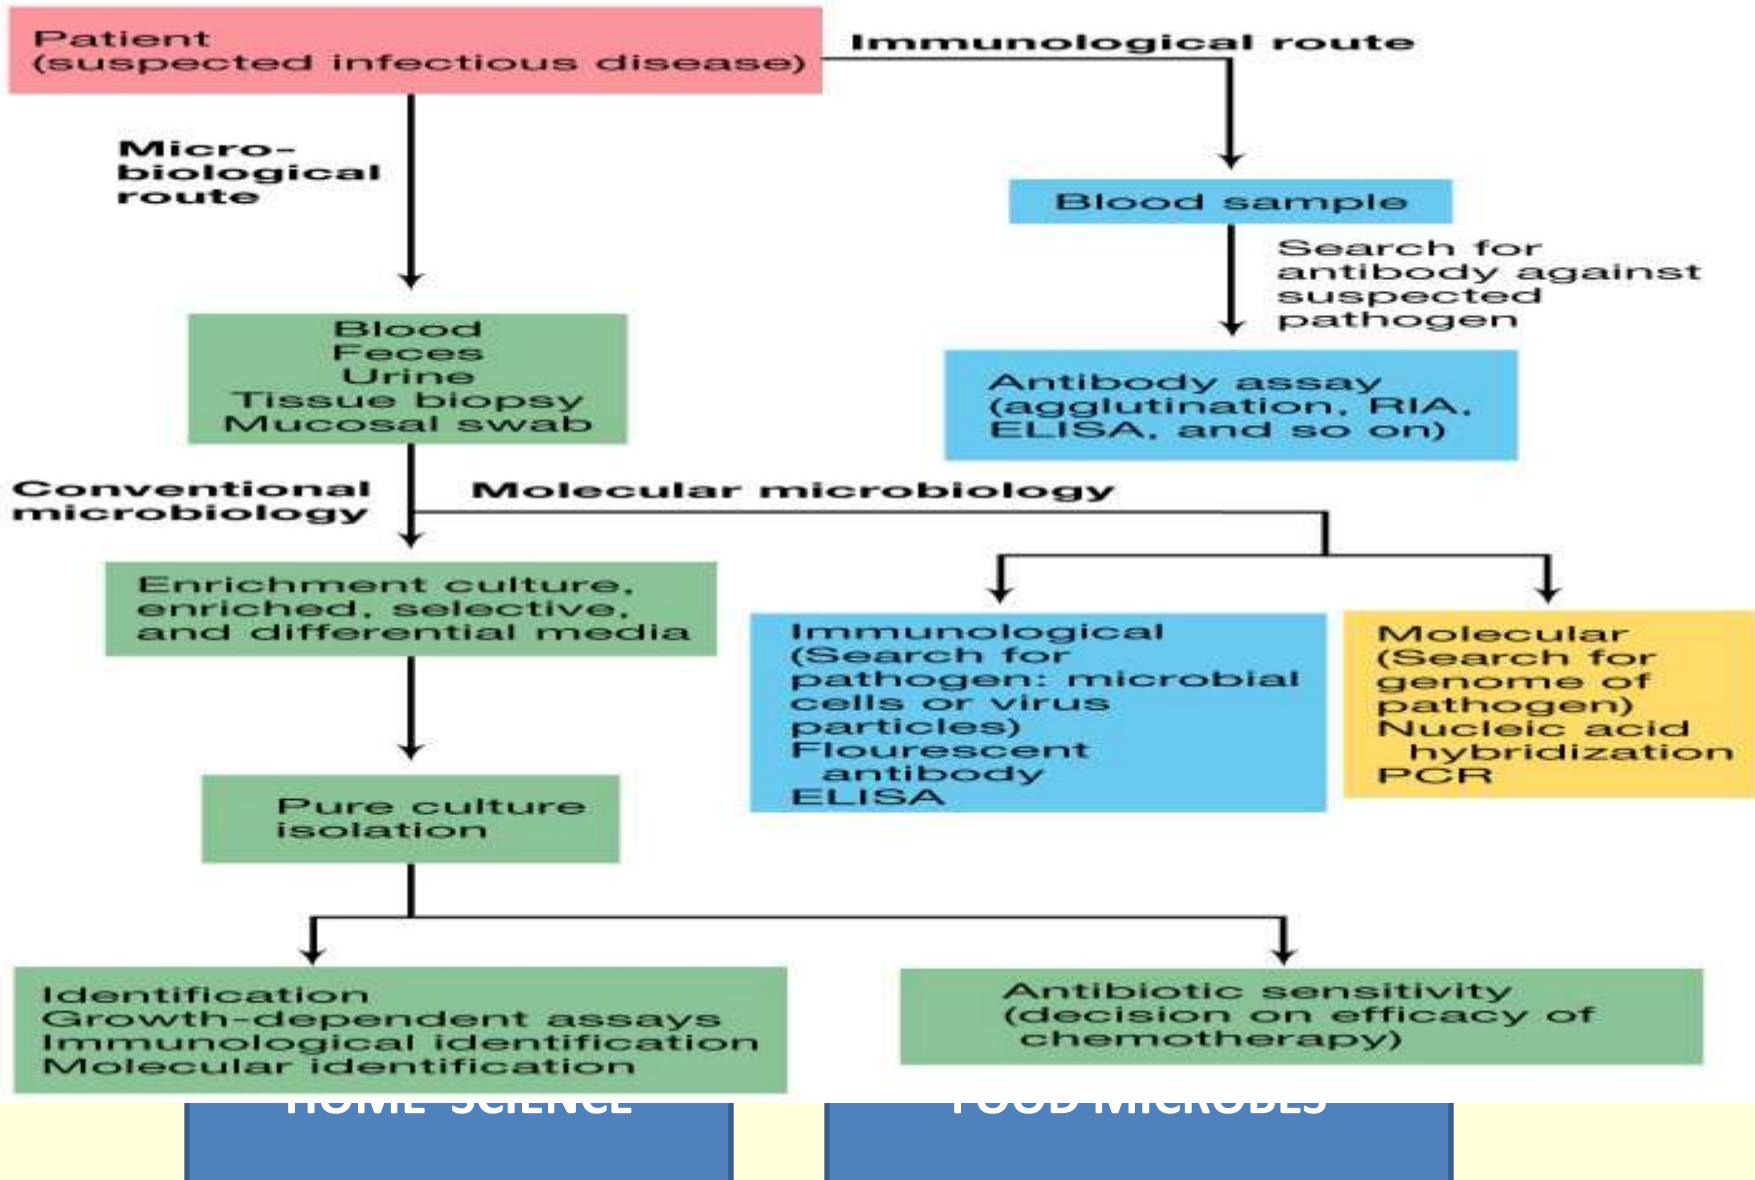 Patient
(suspected infectious disease)
Immunological route
Micro-
biological
route
Blood sample
Search for
antibody against
suspected
pathogen
Blood
Feces
Urine
Tissue biopsy
Mucosal swab
Antibody assay
(agglutination, RIA,
ELISA, and so on)
Conventional
microbiology
Molecular microbiology
Enrichment culture,
enriched, selective,
and differential media
Immunological
(Search for
pathogen: microbial
cells or virus
particles)
Flourescent
antibody
ELISA
Molecular
(Search for
genome of
pathogen)
Nucleic acid
hybridization
PCR
Pure culture
isolation
Identification
Growth-dependent assays
Immunological identification
Molecular identification
Antibiotic sensitivity
(decision on efficacy of
chemotherapy)
HOME SCIENCE
FOOD MICROBES